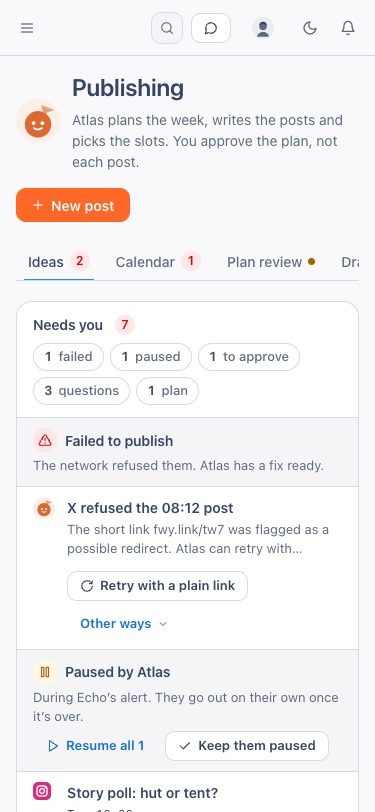 Publishing
Atlas plans the week, writes the posts and
picks the slots. You approve the plan, not
each post.
+ New post
Ideas 2 Calendar 1 Plan review Dra
Needs you 7
1 failed 1 paused 1 to approve
3 questions 1 plan
Failed to publish
The network refused them. Atlas has a fix ready.
X refused the 08:12 post
The short link fwy.link/tw7 was flagged as a
possible redirect. Atlas can retry with…
Retry with a plain link
Other ways
Paused by Atlas
During Echo's alert. They go out on their own once
it's over.
Resume all 1 Keep them paused
Story poll: hut or tent?